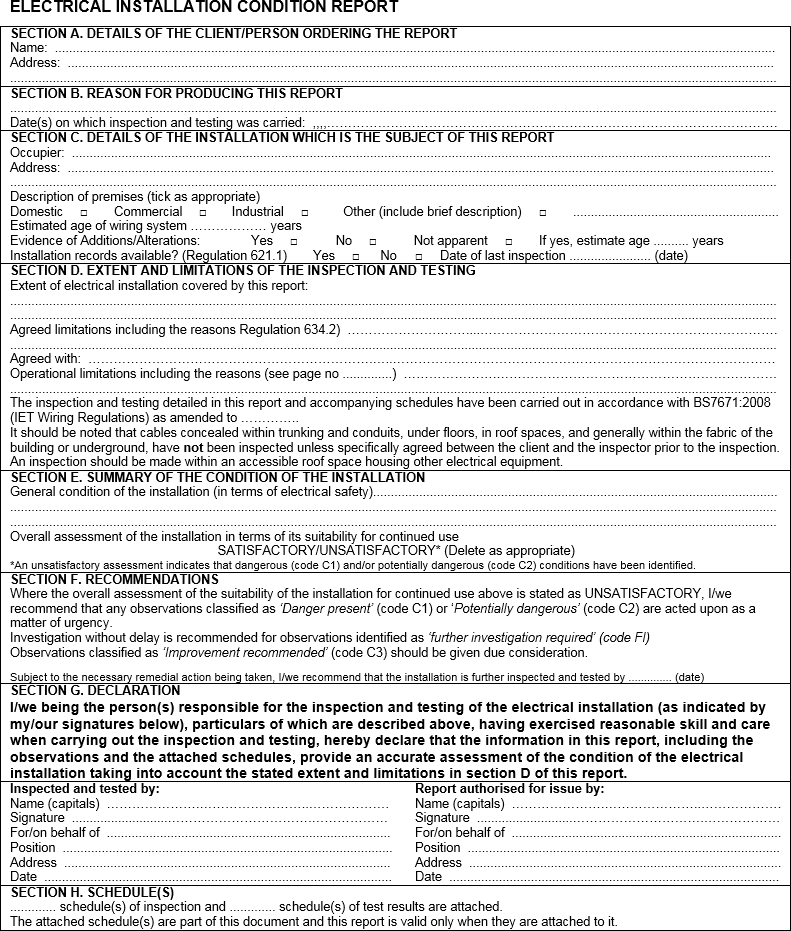 ELECTRICAL INSTALLATION CONDITION REPORT
SECTION A. DETAILS OF THE CLIENT/PERSON ORDERING THE REPORT
Name: ....................................................................................................
Address: ....................................................................................................
....................................................................................................
SECTION B. REASON FOR PRODUCING THIS REPORT
....................................................................................................
Date(s) on which inspection and testing was carried: ,,,,......................................................................
SECTION C. DETAILS OF THE INSTALLATION WHICH IS THE SUBJECT OF THIS REPORT
Occupier: ....................................................................................................
Address: ....................................................................................................
....................................................................................................
Description of premises (tick as appropriate)
Domestic □ Commercial □ Industrial □ Other (include brief description) □ ..........................................................
Estimated age of wiring system ……………… years
Evidence of Additions/Alterations: Yes □ No □ Not apparent □ If yes, estimate age .......... years
Installation records available? (Regulation 621.1) Yes □ No □ Date of last inspection ....................... (date)
SECTION D. EXTENT AND LIMITATIONS OF THE INSPECTION AND TESTING
Extent of electrical installation covered by this report:
....................................................................................................
....................................................................................................
Agreed limitations including the reasons Regulation 634.2) ……………………………………………………
....................................................................................................
Agreed with: ……………………………………………………………………………………
Operational limitations including the reasons (see page no ..............) ……………………………………………
....................................................................................................
The inspection and testing detailed in this report and accompanying schedules have been carried out in accordance with BS7671:2008
(IET Wiring Regulations) as amended to …………..
It should be noted that cables concealed within trunking and conduits, under floors, in roof spaces, and generally within the fabric of the
building or underground, have not been inspected unless specifically agreed between the client and the inspector prior to the inspection.
An inspection should be made within an accessible roof space housing other electrical equipment.
SECTION E. SUMMARY OF THE CONDITION OF THE INSTALLATION
General condition of the installation (in terms of electrical safety)....................................................................
....................................................................................................
....................................................................................................
Overall assessment of the installation in terms of its suitability for continued use
SATISFACTORY/UNSATISFACTORY* (Delete as appropriate)
*An unsatisfactory assessment indicates that dangerous (code C1) and/or potentially dangerous (code C2) conditions have been identified.
SECTION F. RECOMMENDATIONS
Where the overall assessment of the suitability of the installation for continued use above is stated as UNSATISFACTORY, I/we
recommend that any observations classified as ‘Danger present’ (code C1) or ‘Potentially dangerous’ (code C2) are acted upon as a
matter of urgency.
Investigation without delay is recommended for observations identified as ‘further investigation required’ (code FI)
Observations classified as ‘Improvement recommended’ (code C3) should be given due consideration.
Subject to the necessary remedial action being taken, I/we recommend that the installation is further inspected and tested by .............. (date)
SECTION G. DECLARATION
I/we being the person(s) responsible for the inspection and testing of the electrical installation (as indicated by
my/our signatures below), particulars of which are described above, having exercised reasonable skill and care
when carrying out the inspection and testing, hereby declare that the information in this report, including the
observations and the attached schedules, provide an accurate assessment of the condition of the electrical
installation taking into account the stated extent and limitations in section D of this report.
Inspected and tested by:
Name (capitals) ……………………………………………
Signature ..........................................................
For/on behalf of ..........................................................
Position ..........................................................
Address ..........................................................
Date ..........................................................
Report authorised for issue by:
Name (capitals) ……………………………………………
Signature ..........................................................
For/on behalf of ..........................................................
Position ..........................................................
Address ..........................................................
Date ..........................................................
SECTION H. SCHEDULE(S)
............. schedule(s) of inspection and ............. schedule(s) of test results are attached.
The attached schedule(s) are part of this document and this report is valid only when they are attached to it.